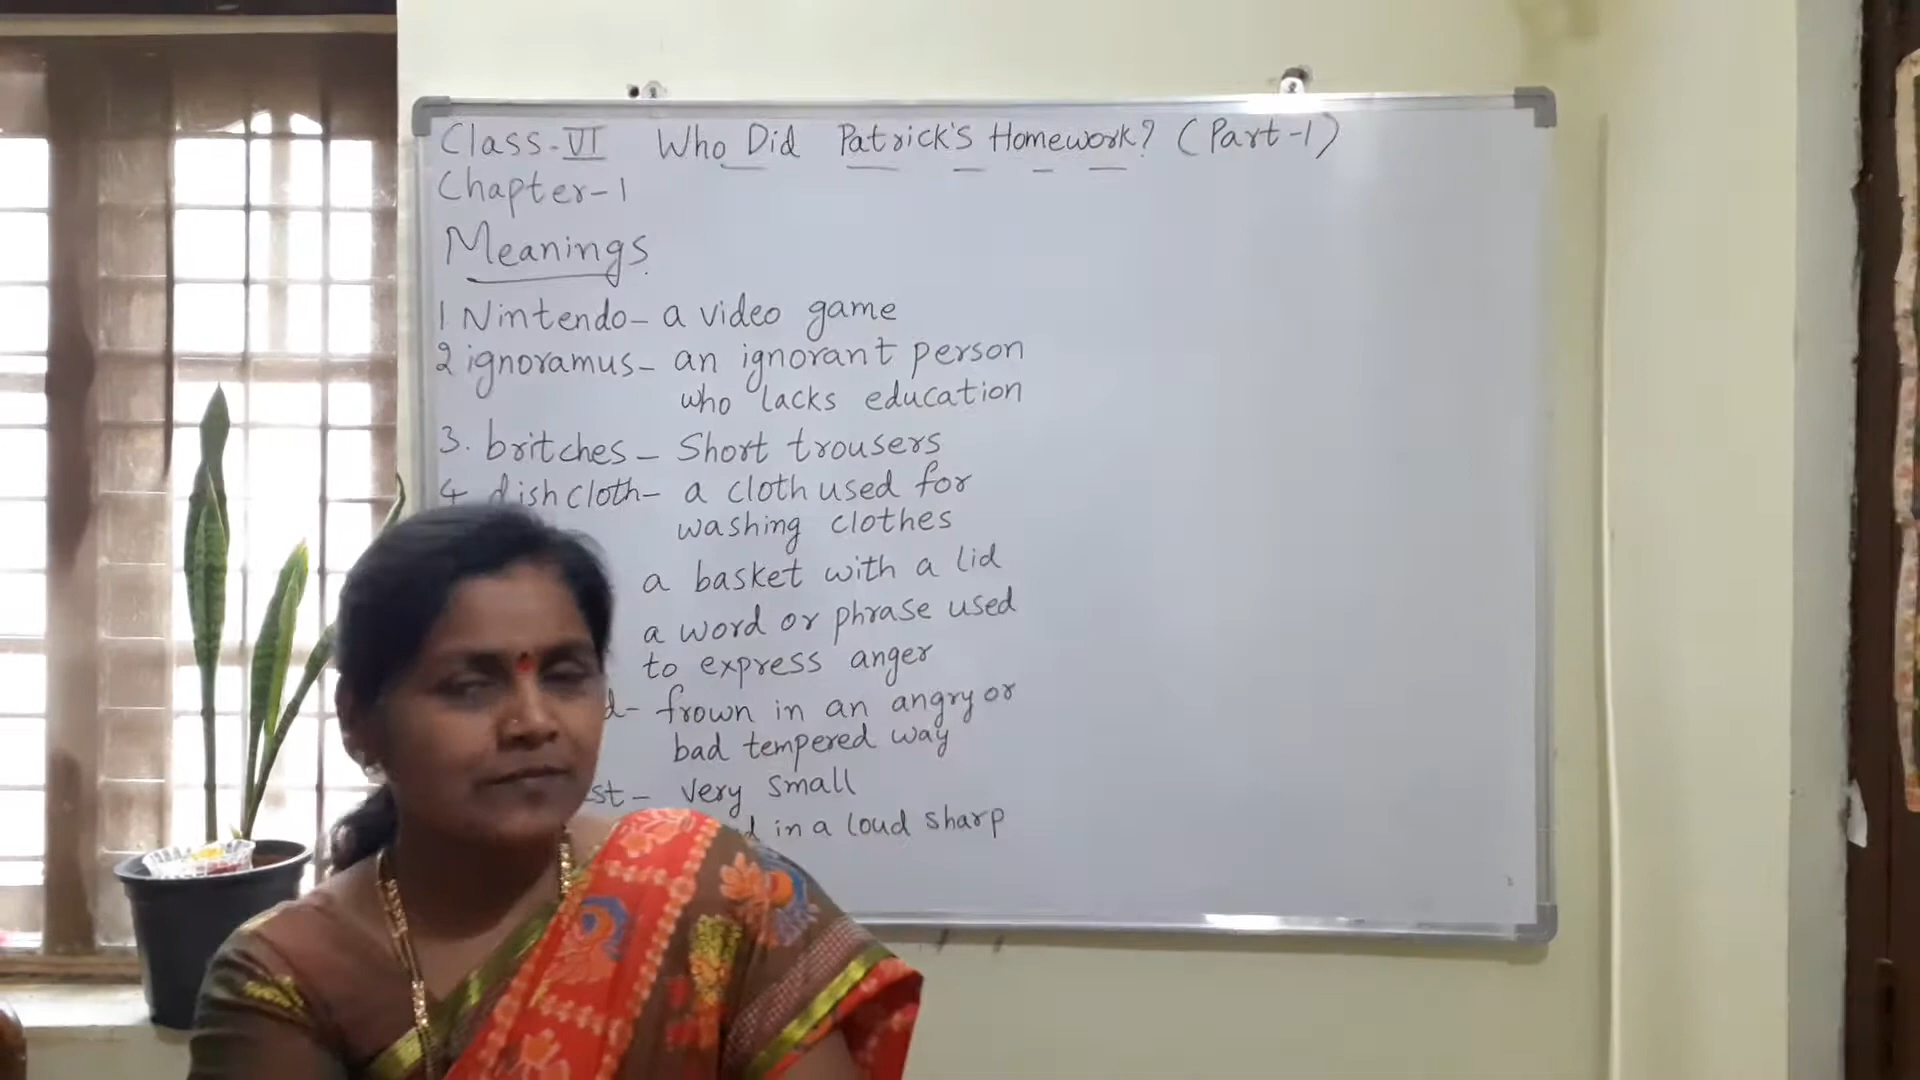 Class-VI Who Did Patrick's Homework? (Part-1)
Chapter-1
Meanings
1 Nintendo- a video game
2 ignoramus- an ignorant person
who lacks education
3. britches- Short trousers
4 dishcloth- a cloth used for
washing clothes
a basket with a lid
a word or phrase used
to express anger
frown in an angry or
bad tempered way
very small
in a loud sharp